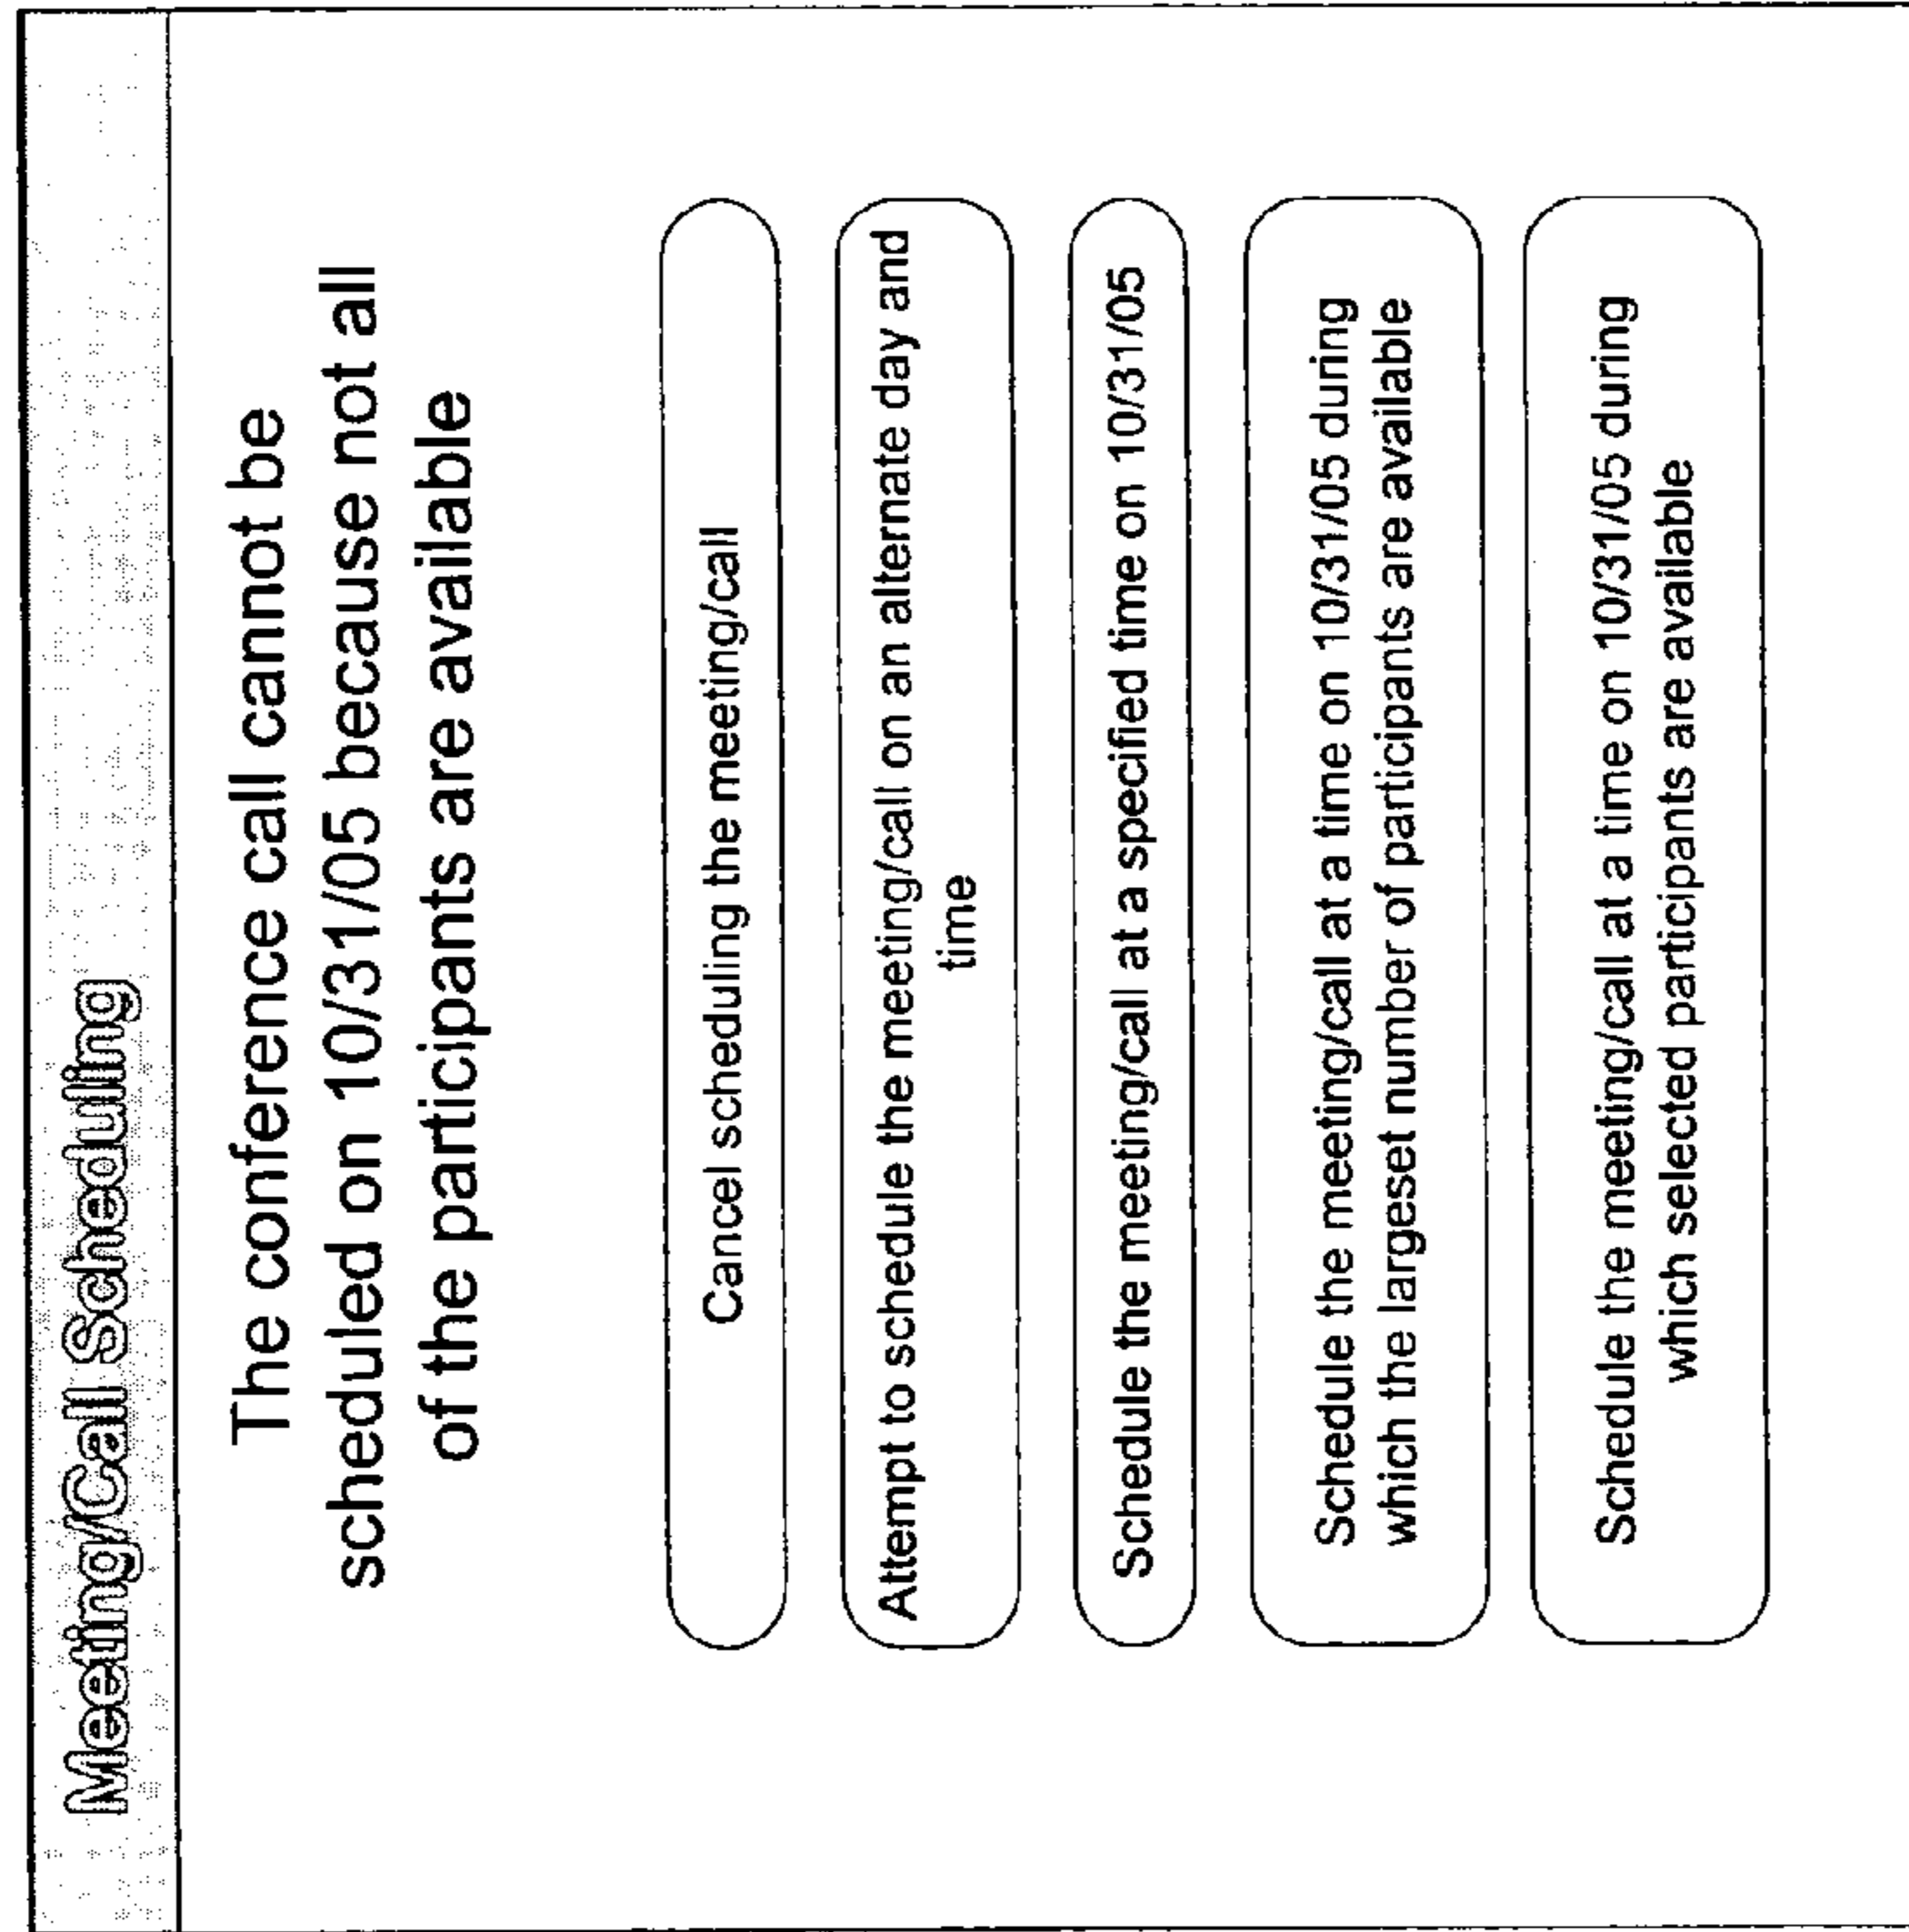 Meeting/Call Scheduling
The conference call cannot be
scheduled on 10/31/05 because not all
of the participants are available
Cancel scheduling the meeting/call
Attempt to schedule the meeting/call on an alternate day and
time
Schedule the meeting/call at a specified time on 10/31/05
Schedule the meeting/call at a time on 10/31/05 during
which the largest number of participants are available
Schedule the meeting/call at a time on 10/31/05 during
which selected participants are available